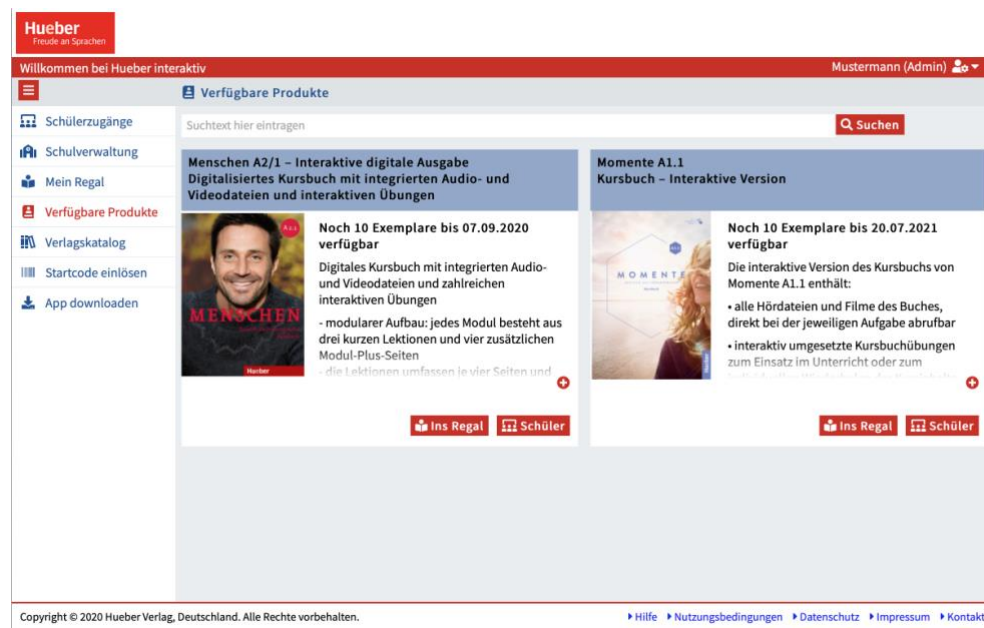 Hueber
Freude an Sprachen
Willkommen bei Hueber interaktiv
Mustermann (Admin)
Verfügbare Produkte
Schülerzugänge
Schulverwaltung
Mein Regal
Verfügbare Produkte
Verlagskatalog
Startcode einlösen
App downloaden
Suchtext hier eintragen
Suchen
Menschen A2/1 – Interaktive digitale Ausgabe
Digitalisiertes Kursbuch mit integrierten Audio- und
Videodateien und interaktiven Übungen
MENSCHEN
Hueber
Noch 10 Exemplare bis 07.09.2020
verfügbar
Digitales Kursbuch mit integrierten Audio-
und Videodateien und zahlreichen
interaktiven Übungen
- modularer Aufbau: jedes Modul besteht aus
drei kurzen Lektionen und vier zusätzlichen
Modul-Plus-Seiten
- die Lektionen umfassen je vier Seiten und
Ins Regal
Schüler
Momente A1.1
Kursbuch – Interaktive Version
MOMENTE
Noch 10 Exemplare bis 20.07.2021
verfügbar
Die interaktive Version des Kursbuchs von
Momente A1.1 enthält:
• alle Hördateien und Filme des Buches,
direkt bei der jeweiligen Aufgabe abrufbar
• interaktiv umgesetzte Kursbuchübungen
zum Einsatz im Unterricht oder zum
Ins Regal
Schüler
Copyright © 2020 Hueber Verlag, Deutschland. Alle Rechte vorbehalten.
Hilfe Nutzungsbedingungen Datenschutz Impressum Kontakt